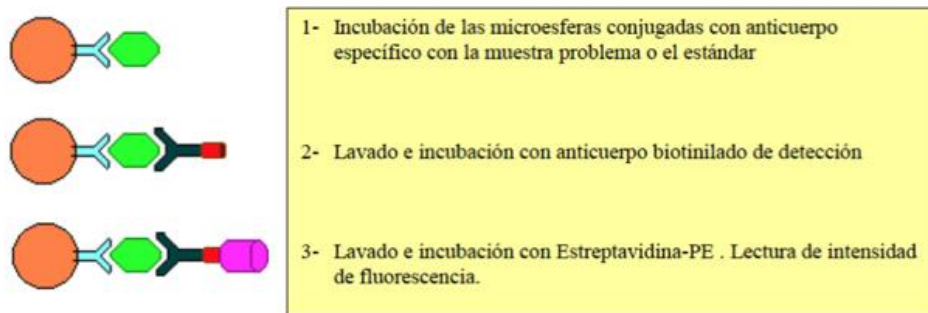 1- Incubación de las microesferas conjugadas con anticuerpo
específico con la muestra problema o el estándar
2- Lavado e incubación con anticuerpo biotinilado de detección
3- Lavado e incubación con Estreptavidina-PE . Lectura de intensidad
de fluorescencia.